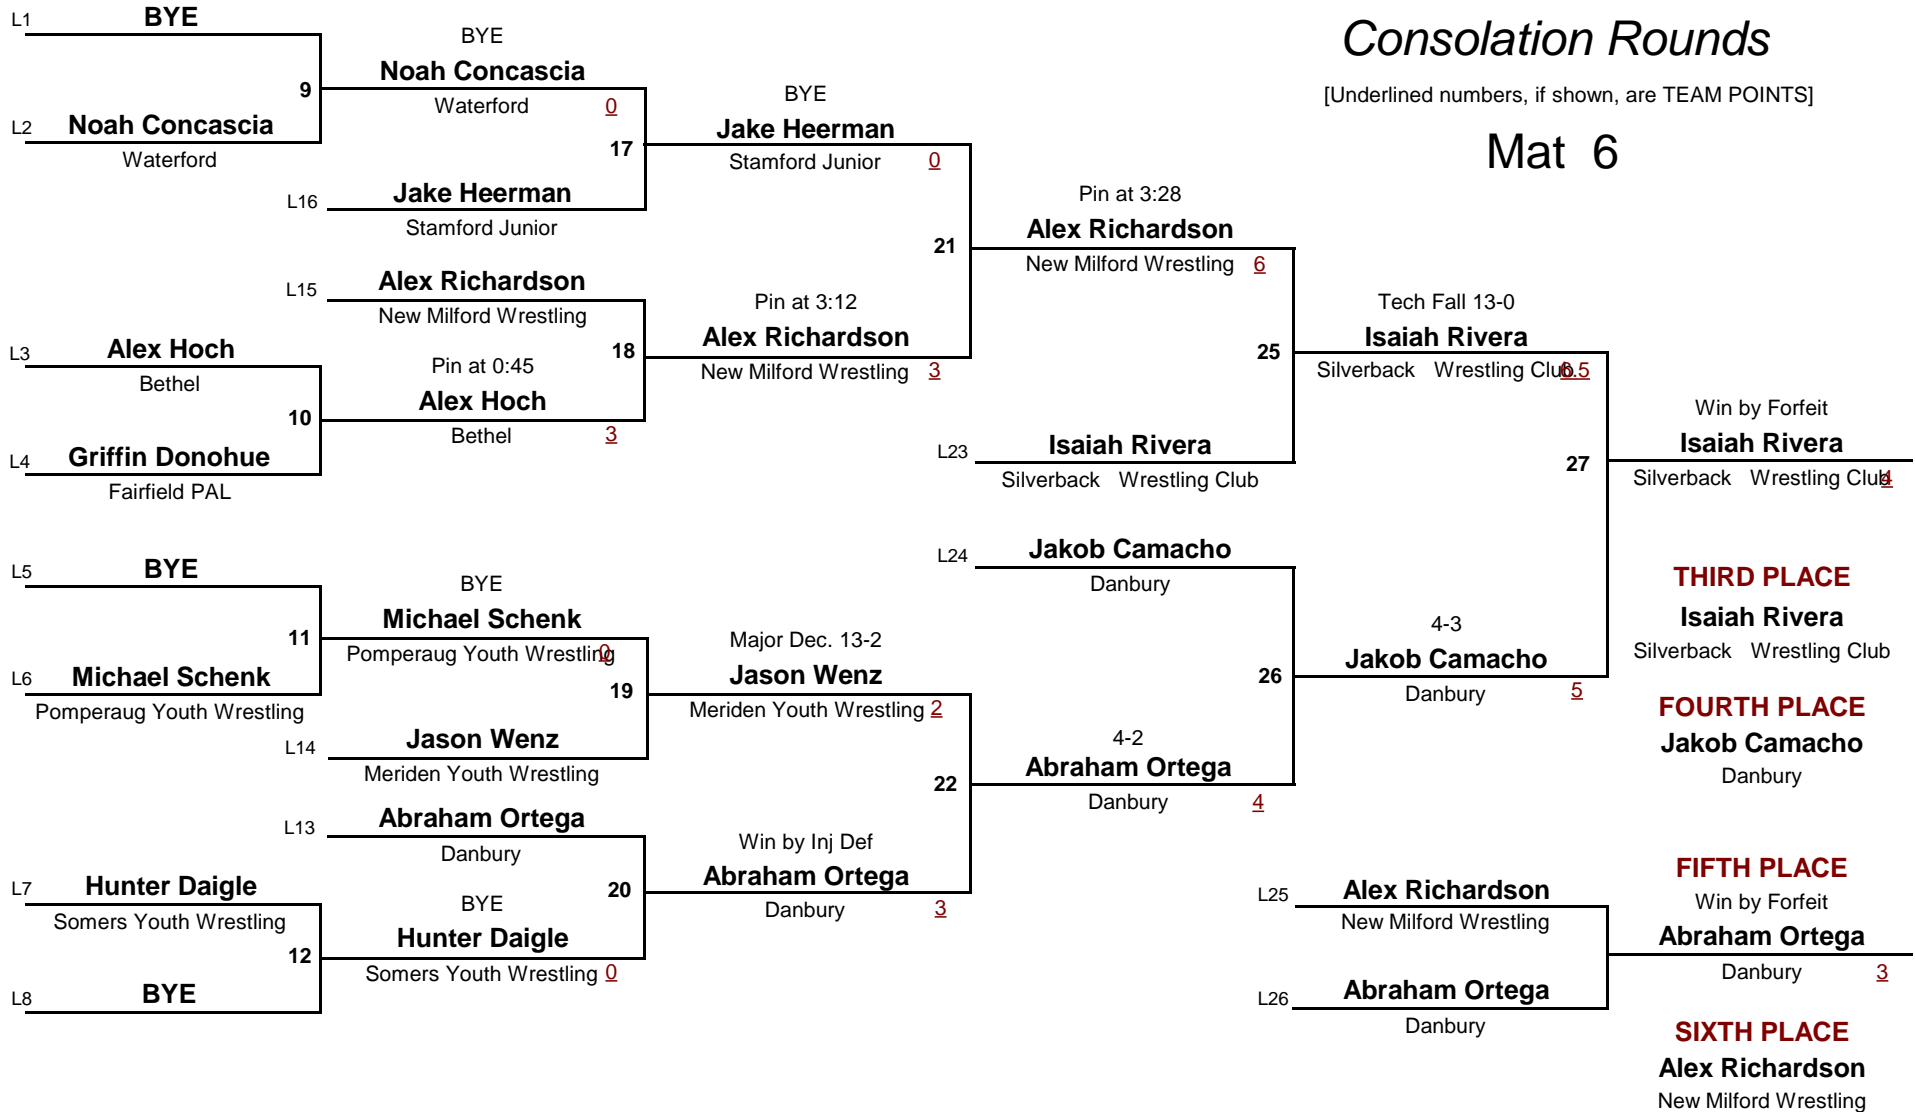 Consolation Rounds
[Underlined numbers, if shown, are TEAM POINTS]
Mat 6
L1 BYE
9
L2 Noah Concascia
Waterford
BYE
Noah Concascia
Waterford 0
17
L16 Jake Heerman
Stamford Junior
BYE
Jake Heerman
Stamford Junior 0
21
L15 Alex Richardson
New Milford Wrestling
L3 Alex Hoch
Bethel
10
L4 Griffin Donohue
Fairfield PAL
Pin at 0:45
Alex Hoch
Bethel 3
18
Pin at 3:12
Alex Richardson
New Milford Wrestling 3
Pin at 3:28
Alex Richardson
New Milford Wrestling 6
25
L23 Isaiah Rivera
Silverback Wrestling Club
Tech Fall 13-0
Isaiah Rivera
Silverback Wrestling Club 6.5
27
Win by Forfeit
Isaiah Rivera
Silverback Wrestling Club 4
L5 BYE
11
L6 Michael Schenk
Pomperaug Youth Wrestling
BYE
Michael Schenk
Pomperaug Youth Wrestling 0
19
L14 Jason Wenz
Meriden Youth Wrestling
Major Dec. 13-2
Jason Wenz
Meriden Youth Wrestling 2
22
L13 Abraham Ortega
Danbury
L7 Hunter Daigle
Somers Youth Wrestling
12
L8 BYE
BYE
Hunter Daigle
Somers Youth Wrestling 0
20
Win by Inj Def
Abraham Ortega
Danbury 3
4-2
Abraham Ortega
Danbury 4
L24 Jakob Camacho
Danbury
26
4-3
Jakob Camacho
Danbury 5
THIRD PLACE
Isaiah Rivera
Silverback Wrestling Club
FOURTH PLACE
Jakob Camacho
Danbury
L25 Alex Richardson
New Milford Wrestling
L26 Abraham Ortega
Danbury
FIFTH PLACE
Win by Forfeit
Abraham Ortega
Danbury 3
SIXTH PLACE
Alex Richardson
New Milford Wrestling